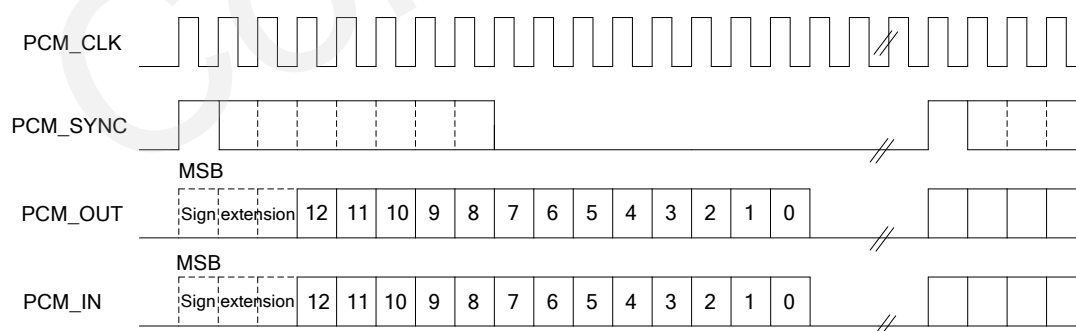 PCM_CLK
PCM_SYNC
MSB
PCM_OUT Sign extension 12 11 10 9 8 7 6 5 4 3 2 1 0
MSB
PCM_IN Sign extension 12 11 10 9 8 7 6 5 4 3 2 1 0